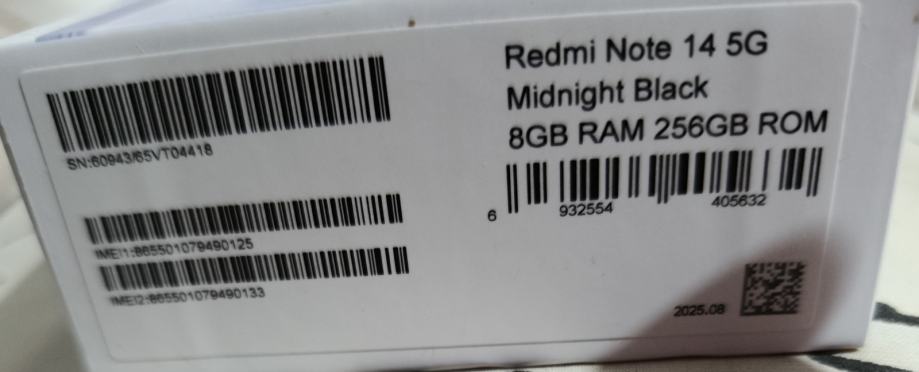 Redmi Note 14 5G
Midnight Black
8GB RAM 256GB ROM
SN:60943/65VT04418
6 932554 405632
IMEI1:865501079490125
IMEI2:865501079490133
2025.08